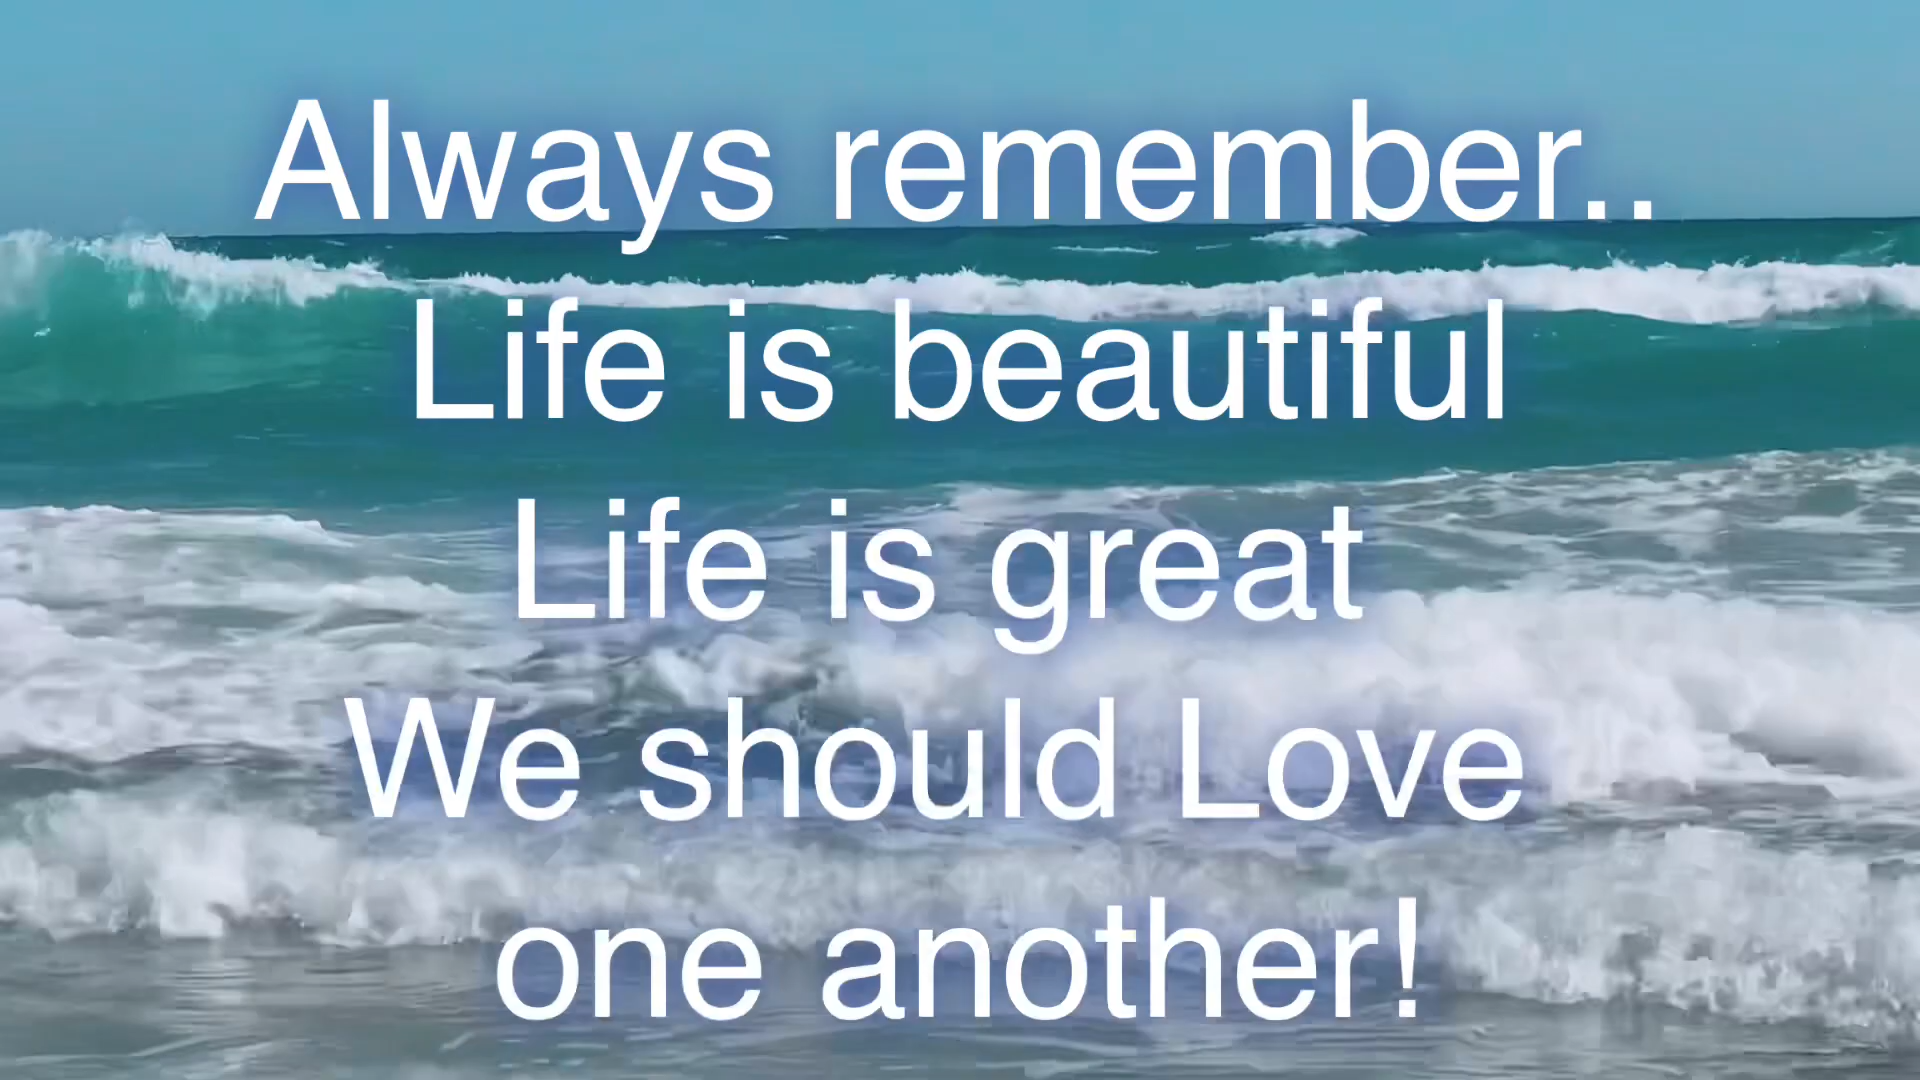 Always remember..
Life is beautiful
Life is great
We should Love
one another!